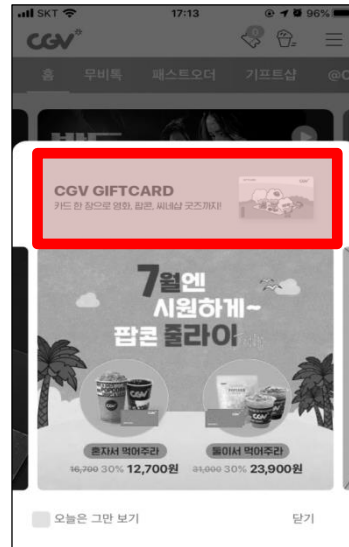 SKT 17:13 96%
CGV
홈 무비톡 패스트오더 기프트샵 @C
CGV GIFTCARD
카드 한 장으로 영화, 팝콘, 씨네샵 굿즈까지!
7월엔
시원하게~
팝콘 줄라이
POPCORN
CGV
혼자서 먹어주라 둘이서 먹어주라
16,700 30% 12,700원 31,000 30% 23,900원
오늘은 그만 보기 닫기